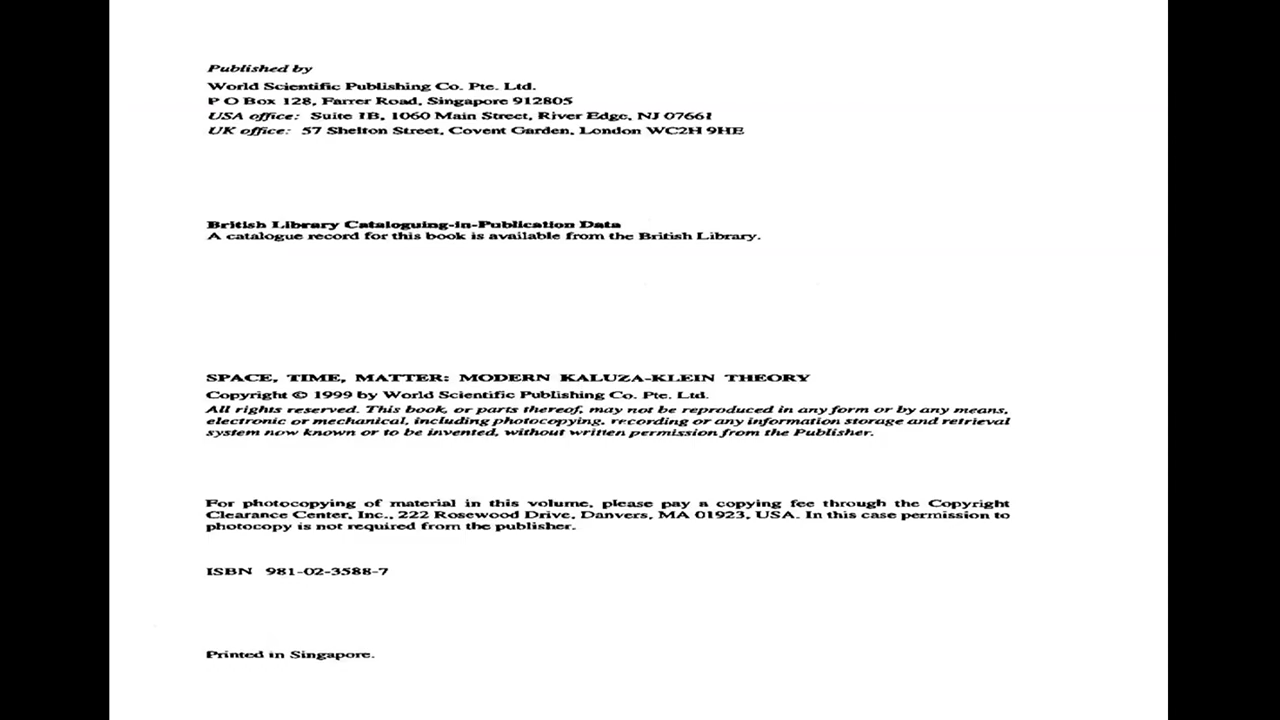 Published by
World Scientific Publishing Co. Pte. Ltd.
P O Box 128, Farrer Road, Singapore 912805
USA office: Suite 1B, 1060 Main Street, River Edge, NJ 07661
UK office: 57 Shelton Street, Covent Garden, London WC2H 9HE
British Library Cataloguing-in-Publication Data
A catalogue record for this book is available from the British Library.
SPACE, TIME, MATTER: MODERN KALUZA-KLEIN THEORY
Copyright © 1999 by World Scientific Publishing Co. Pte. Ltd.
All rights reserved. This book, or parts thereof, may not be reproduced in any form or by any means,
electronic or mechanical, including photocopying, recording or any information storage and retrieval
system now known or to be invented, without written permission from the Publisher.
For photocopying of material in this volume, please pay a copying fee through the Copyright
Clearance Center, Inc., 222 Rosewood Drive, Danvers, MA 01923, USA. In this case permission to
photocopy is not required from the publisher.
ISBN 981-02-3588-7
Printed in Singapore.